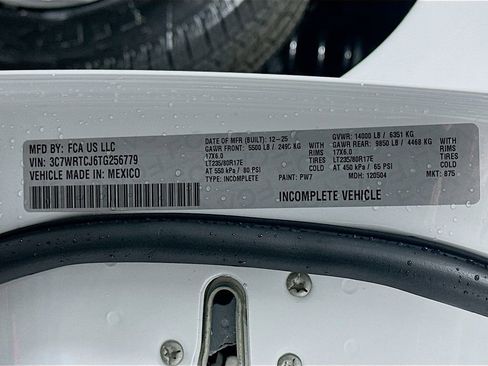 MFD BY: FCA US LLC
VIN: 3C7WRTCJ6TG256779
VEHICLE MADE IN: MEXICO
DATE OF MFR (BUILT): 12-25
GAWR FRONT: 5500 LB / 2495 KG WITH
17X6.0 RIMS
LT235/80R17E TIRES
AT 550 kPa / 80 PSI
TYPE: INCOMPLETE PAINT: PW7
GVWR: 14000 LB / 6351 KG
GAWR REAR: 9850 LB / 4468 KG WITH
17X6.0 RIMS
LT235/80R17E TIRES
AT 450 kPa / 65 PSI
MDH: 120504 MKT: 875
INCOMPLETE VEHICLE